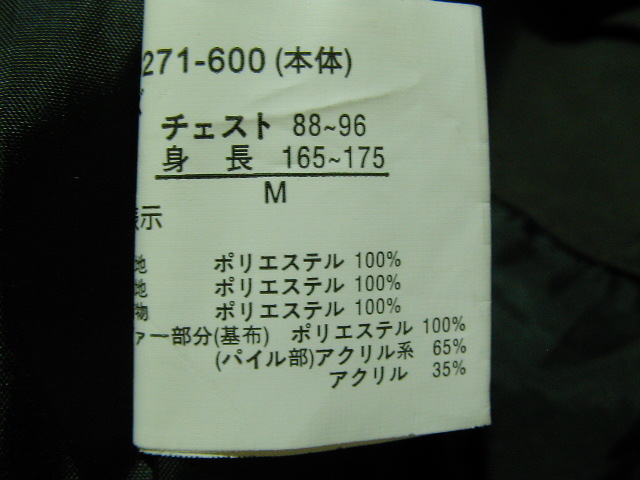 271-600 (本体)
チェスト 88~96
身長 165~175
M
表示
地 ポリエステル 100%
地 ポリエステル 100%
物 ポリエステル 100%
ァー部分(基布) ポリエステル 100%
(パイル部)アクリル系 65%
アクリル 35%